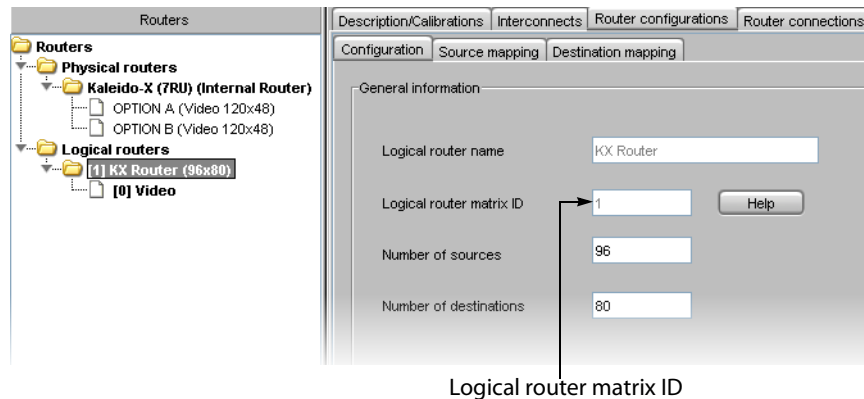 Routers
Routers
Physical routers
Kaleido-X (7RU) (Internal Router)
OPTION A (Video 120x48)
OPTION B (Video 120x48)
Logical routers
[1] KX Router (96x80)
[0] Video
Description/Calibrations Interconnects Router configurations Router connections
Configuration Source mapping Destination mapping
General information
Logical router name KX Router
Logical router matrix ID 1 Help
Number of sources 96
Number of destinations 80
Logical router matrix ID